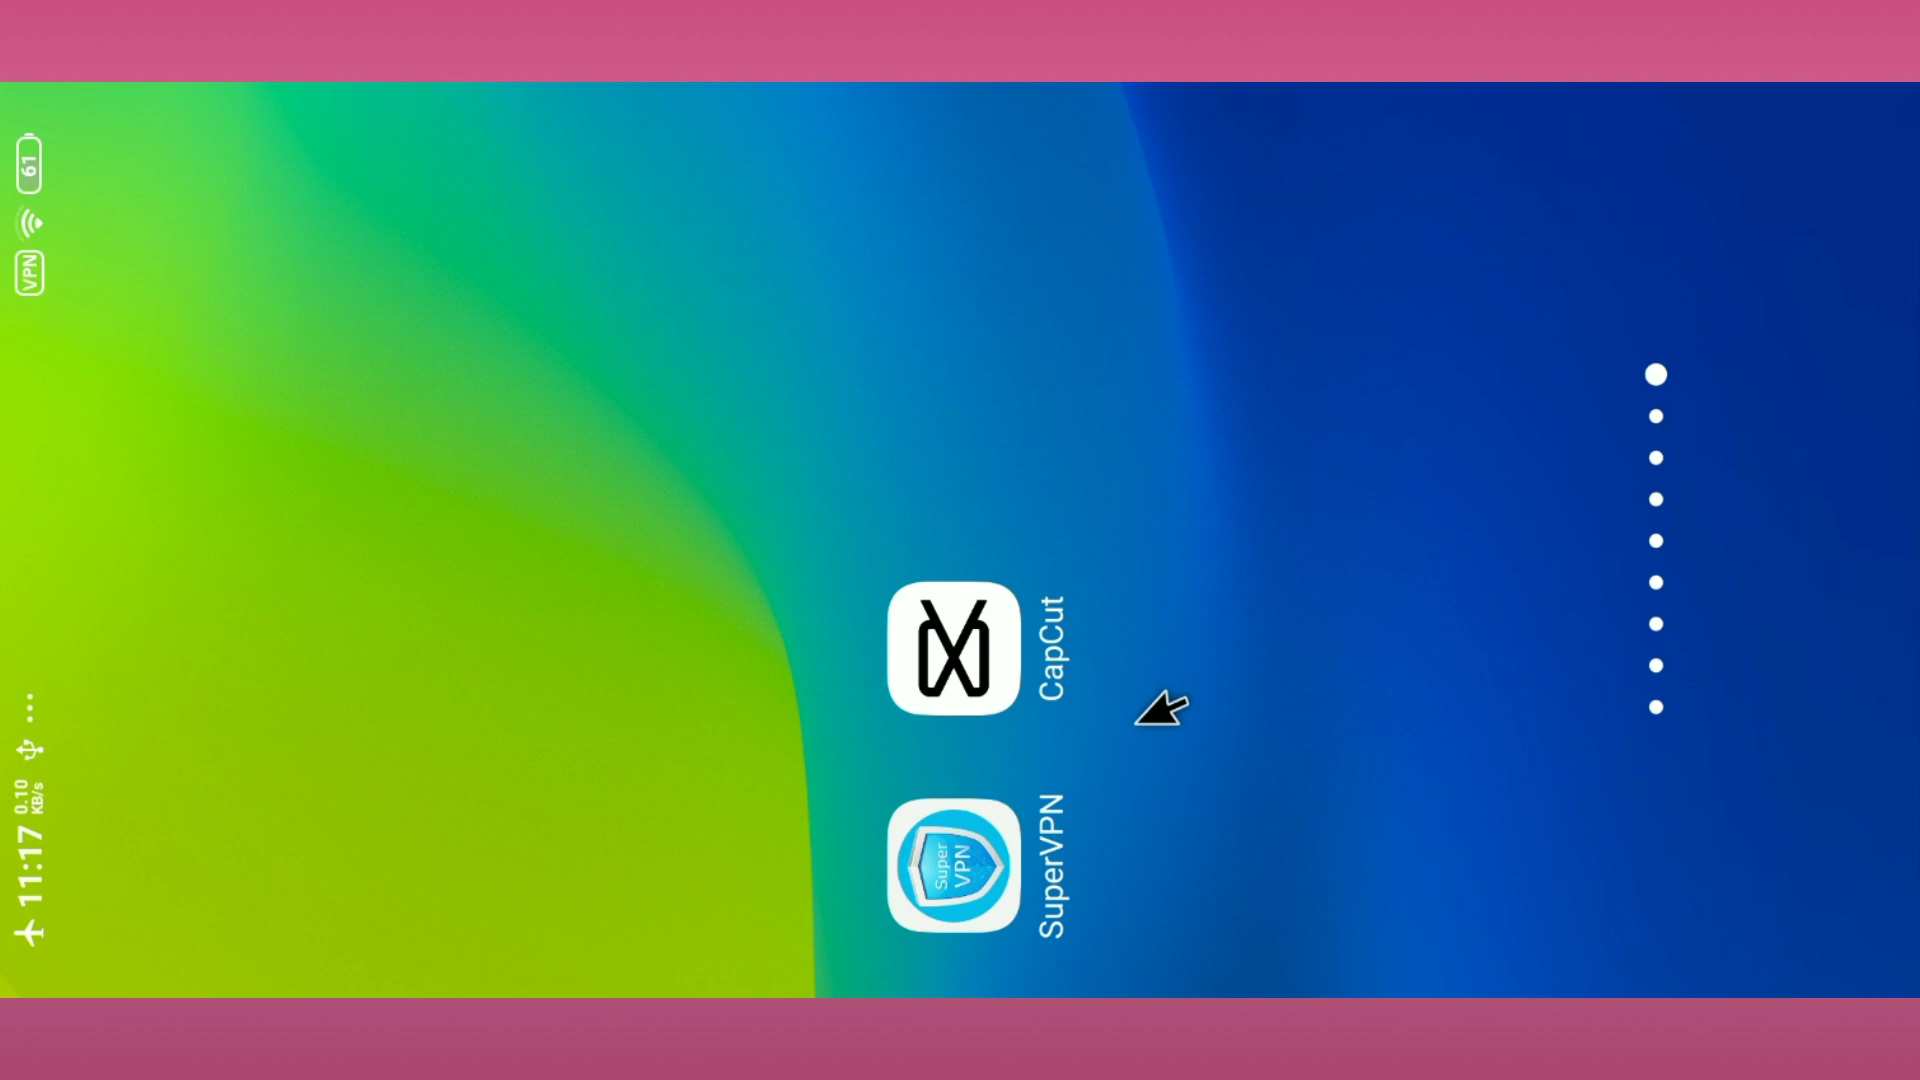 11:17 0.10
KB/s
VPN 61
Super
VPN
SuperVPN
CapCut